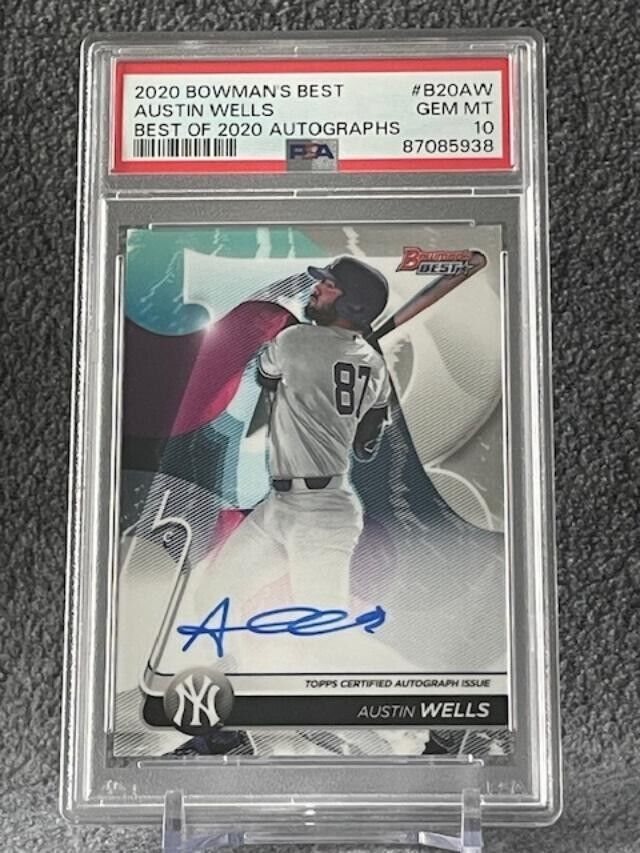 2020 BOWMAN'S BEST #B20AW
AUSTIN WELLS GEM MT
BEST OF 2020 AUTOGRAPHS 10
PSA 87085938
Bowman's
BEST
87
C
TOPPS CERTIFIED AUTOGRAPH ISSUE
NY
AUSTIN WELLS